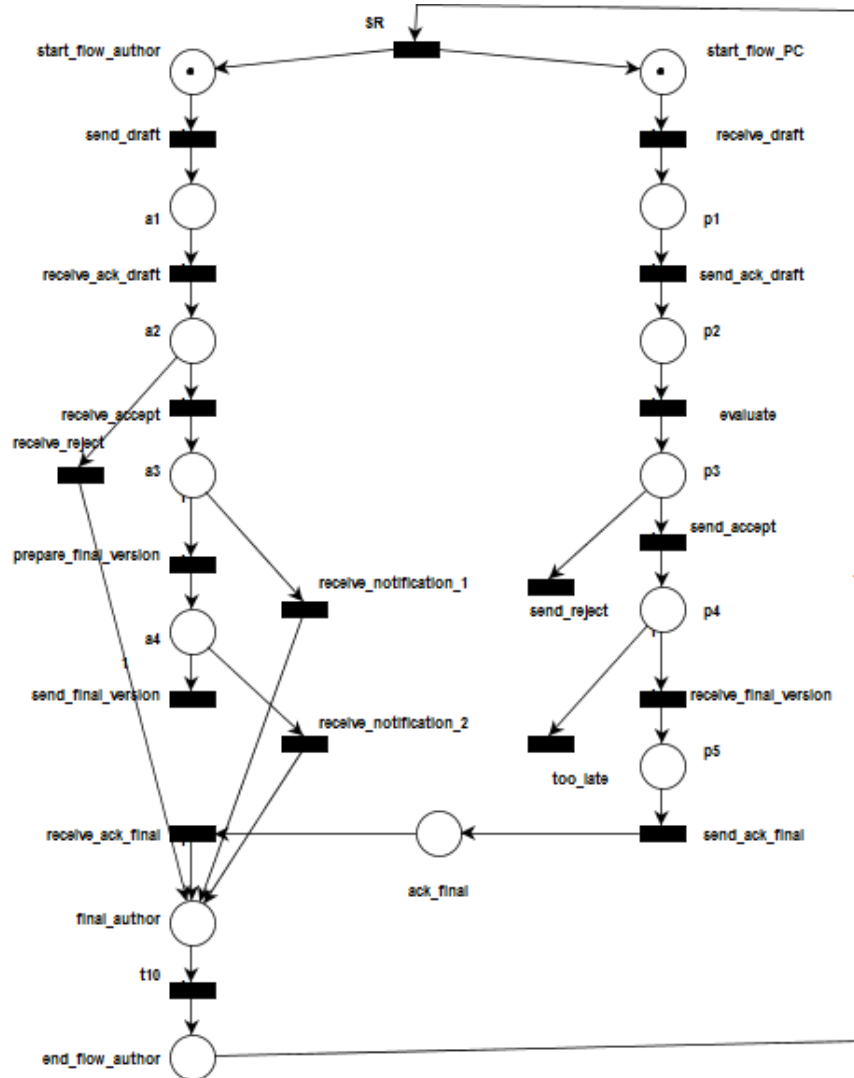 SR
start_flow_author
start_flow_PC
send_draft
receive_draft
a1
p1
receive_ack_draft
send_ack_draft
a2
p2
receive_accept
evaluate
receive_reject
a3
p3
send_accept
prepare_final_version
receive_notification_1
send_reject
p4
a4
1
send_final_version
receive_final_version
receive_notification_2
p5
too_late
receive_ack_final
send_ack_final
ack_final
final_author
t10
end_flow_author